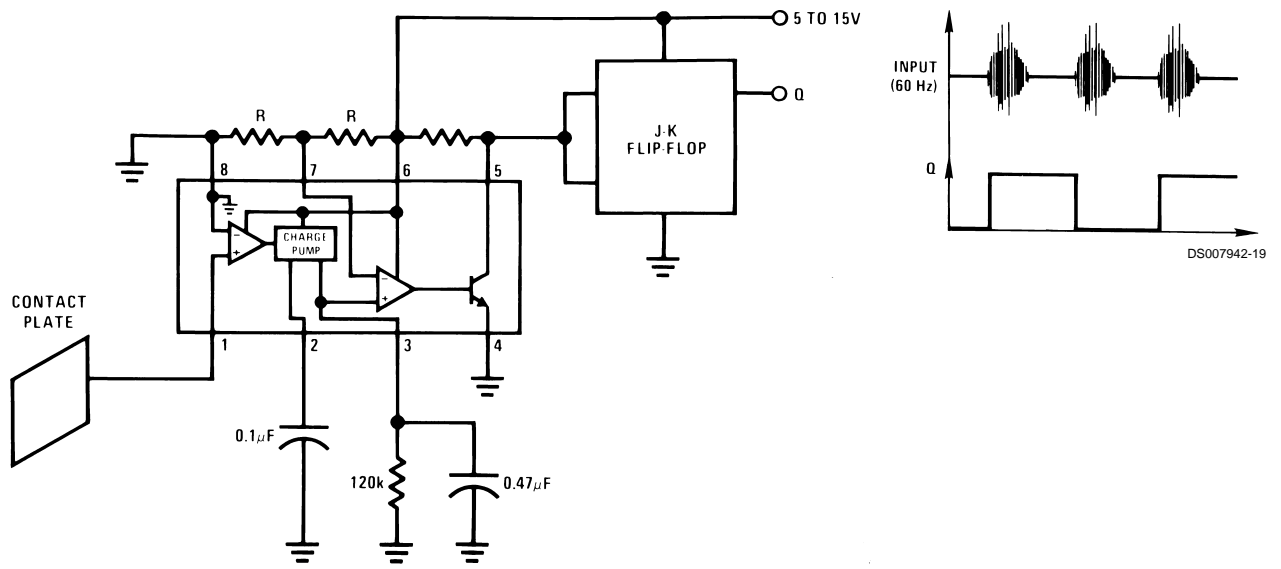 5 TO 15V
Q
R
R
J-K
FLIP-FLOP
8
7
6
5
−
+
CHARGE
PUMP
−
+
CONTACT
PLATE
1
2
3
4
0.1μF
120k
0.47μF
INPUT
(60 Hz)
Q
DS007942-19